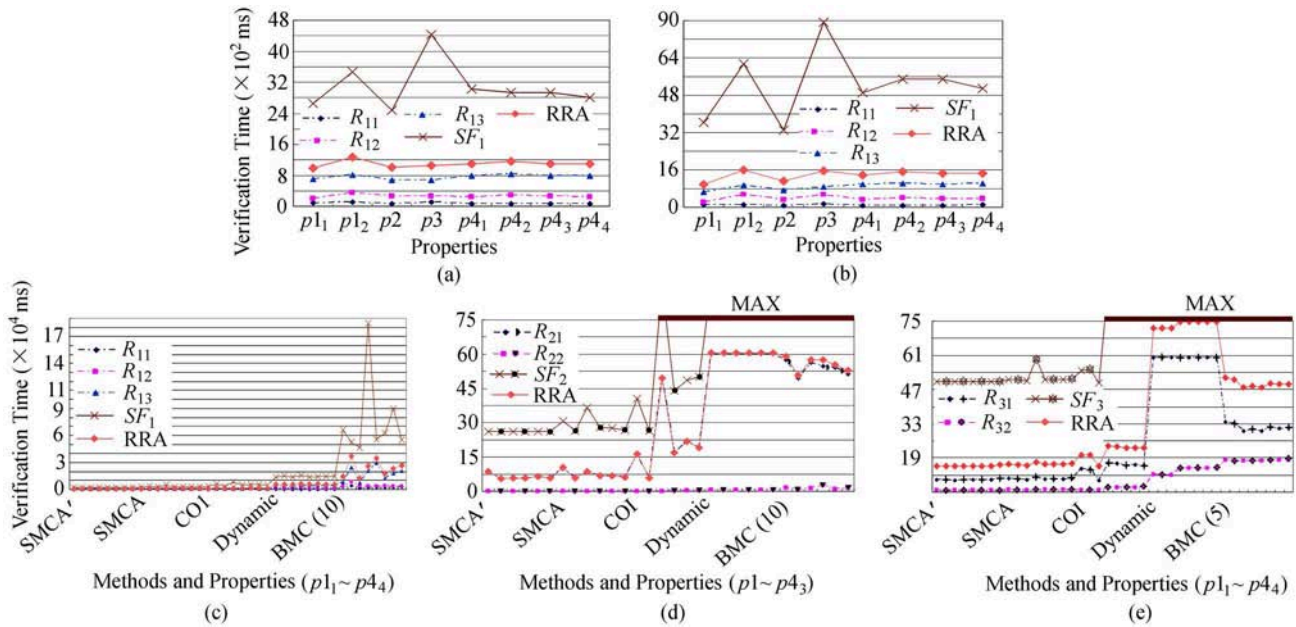 Verification Time (×10² ms)
48
40
32
24
16
8
0
R₁₁
R₁₂
R₁₃
SF₁
RRA
p1₁ p1₂ p2 p3 p4₁ p4₂ p4₃ p4₄
Properties
(a)
90
64
48
32
16
0
R₁₁
R₁₂
R₁₃
SF₁
RRA
p1₁ p1₂ p2 p3 p4₁ p4₂ p4₃ p4₄
Properties
(b)
Verification Time (×10⁴ ms)
17
13
11
9
6
3
0
R₁₁
R₁₂
R₁₃
SF₁
RRA
SMCA' SMCA COI Dynamic BMC (10)
Methods and Properties (p1₁~ p4₄)
(c)
MAX
75
60
45
30
15
0
R₂₁
R₂₂
SF₂
RRA
SMCA' SMCA COI Dynamic BMC (10)
Methods and Properties (p1~ p4₃)
(d)
MAX
75
61
47
33
19
R₃₁
R₃₂
SF₃
RRA
SMCA' SMCA COI Dynamic BMC (5)
Methods and Properties (p1₁~ p4₄)
(e)